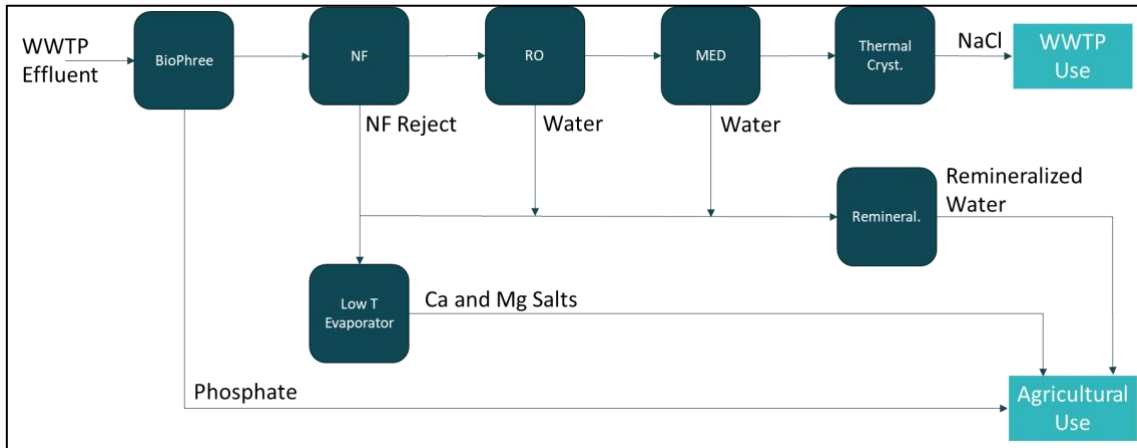 WWTP
Effluent
BioPhree
NF
RO
MED
Thermal
Cryst.
NaCl
WWTP
Use
NF Reject
Water
Water
Remineral.
Remineralized
Water
Low T
Evaporator
Ca and Mg Salts
Phosphate
Agricultural
Use